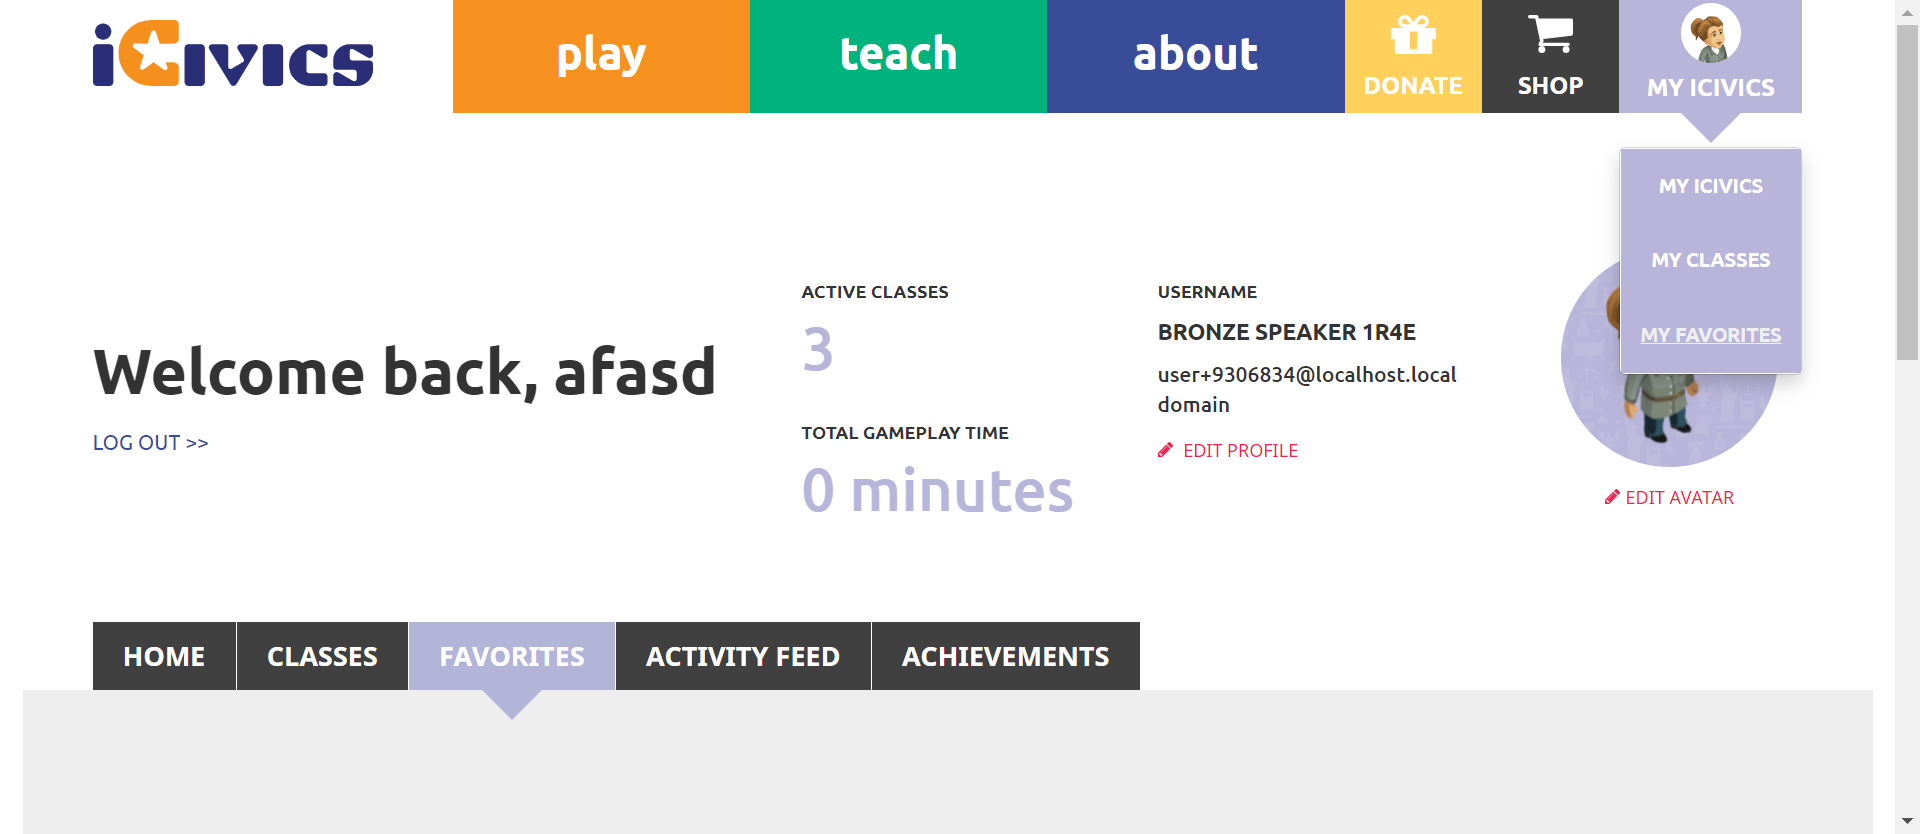 iCivics
play
teach
about
DONATE
SHOP
MY ICIVICS
MY ICIVICS
MY CLASSES
MY FAVORITES
Welcome back, afasd
LOG OUT >>
ACTIVE CLASSES
3
TOTAL GAMEPLAY TIME
0 minutes
USERNAME
BRONZE SPEAKER 1R4E
user+9306834@localhost.local
domain
EDIT PROFILE
EDIT AVATAR
HOME
CLASSES
FAVORITES
ACTIVITY FEED
ACHIEVEMENTS